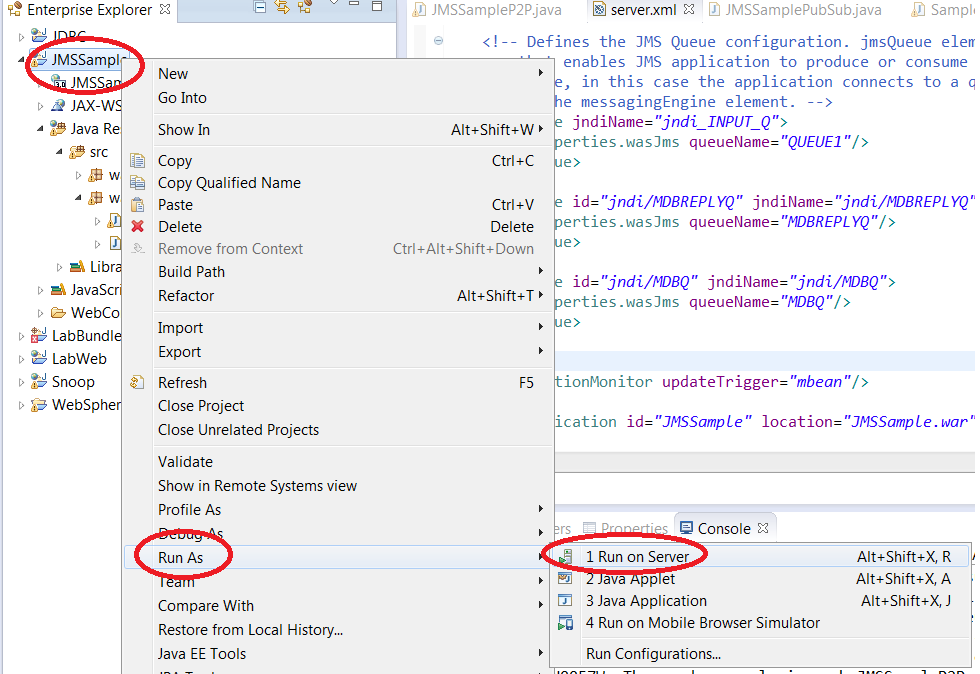 Enterprise Explorer
JMSSampleP2P.java
server.xml
JMSSamplePubSub.java
Sampl
JDBC
JMSSample
JMSSam
JAX-WS
Java Re
src
w
w
Libra
JavaScri
WebCo
LabBundle
LabWeb
Snoop
WebSpher
New
Go Into
Show In Alt+Shift+W
Copy Ctrl+C
Copy Qualified Name
Paste Ctrl+V
Delete Delete
Remove from Context Ctrl+Alt+Shift+Down
Build Path
Refactor Alt+Shift+T
Import
Export
Refresh F5
Close Project
Close Unrelated Projects
Validate
Show in Remote Systems view
Profile As
Debug As
Run As
Team
Compare With
Restore from Local History...
Java EE Tools
<!-- Defines the JMS Queue configuration. jmsQueue elem
that enables JMS application to produce or consume
e, in this case the application connects to a q
he messagingEngine element. -->
e jndiName="jndi_INPUT_Q">
perties.wasJms queueName="QUEUE1"/>
ue>
e id="jndi/MDBREPLYQ" jndiName="jndi/MDBREPLYQ"
perties.wasJms queueName="MDBREPLYQ"/>
ue>
e id="jndi/MDBQ" jndiName="jndi/MDBQ">
perties.wasJms queueName="MDBQ"/>
ue>
tionMonitor updateTrigger="mbean"/>
ication id="JMSSample" location="JMSSample.war"
ers
Properties
Console
1 Run on Server Alt+Shift+X, R
2 Java Applet Alt+Shift+X, A
3 Java Application Alt+Shift+X, J
4 Run on Mobile Browser Simulator
Run Configurations...